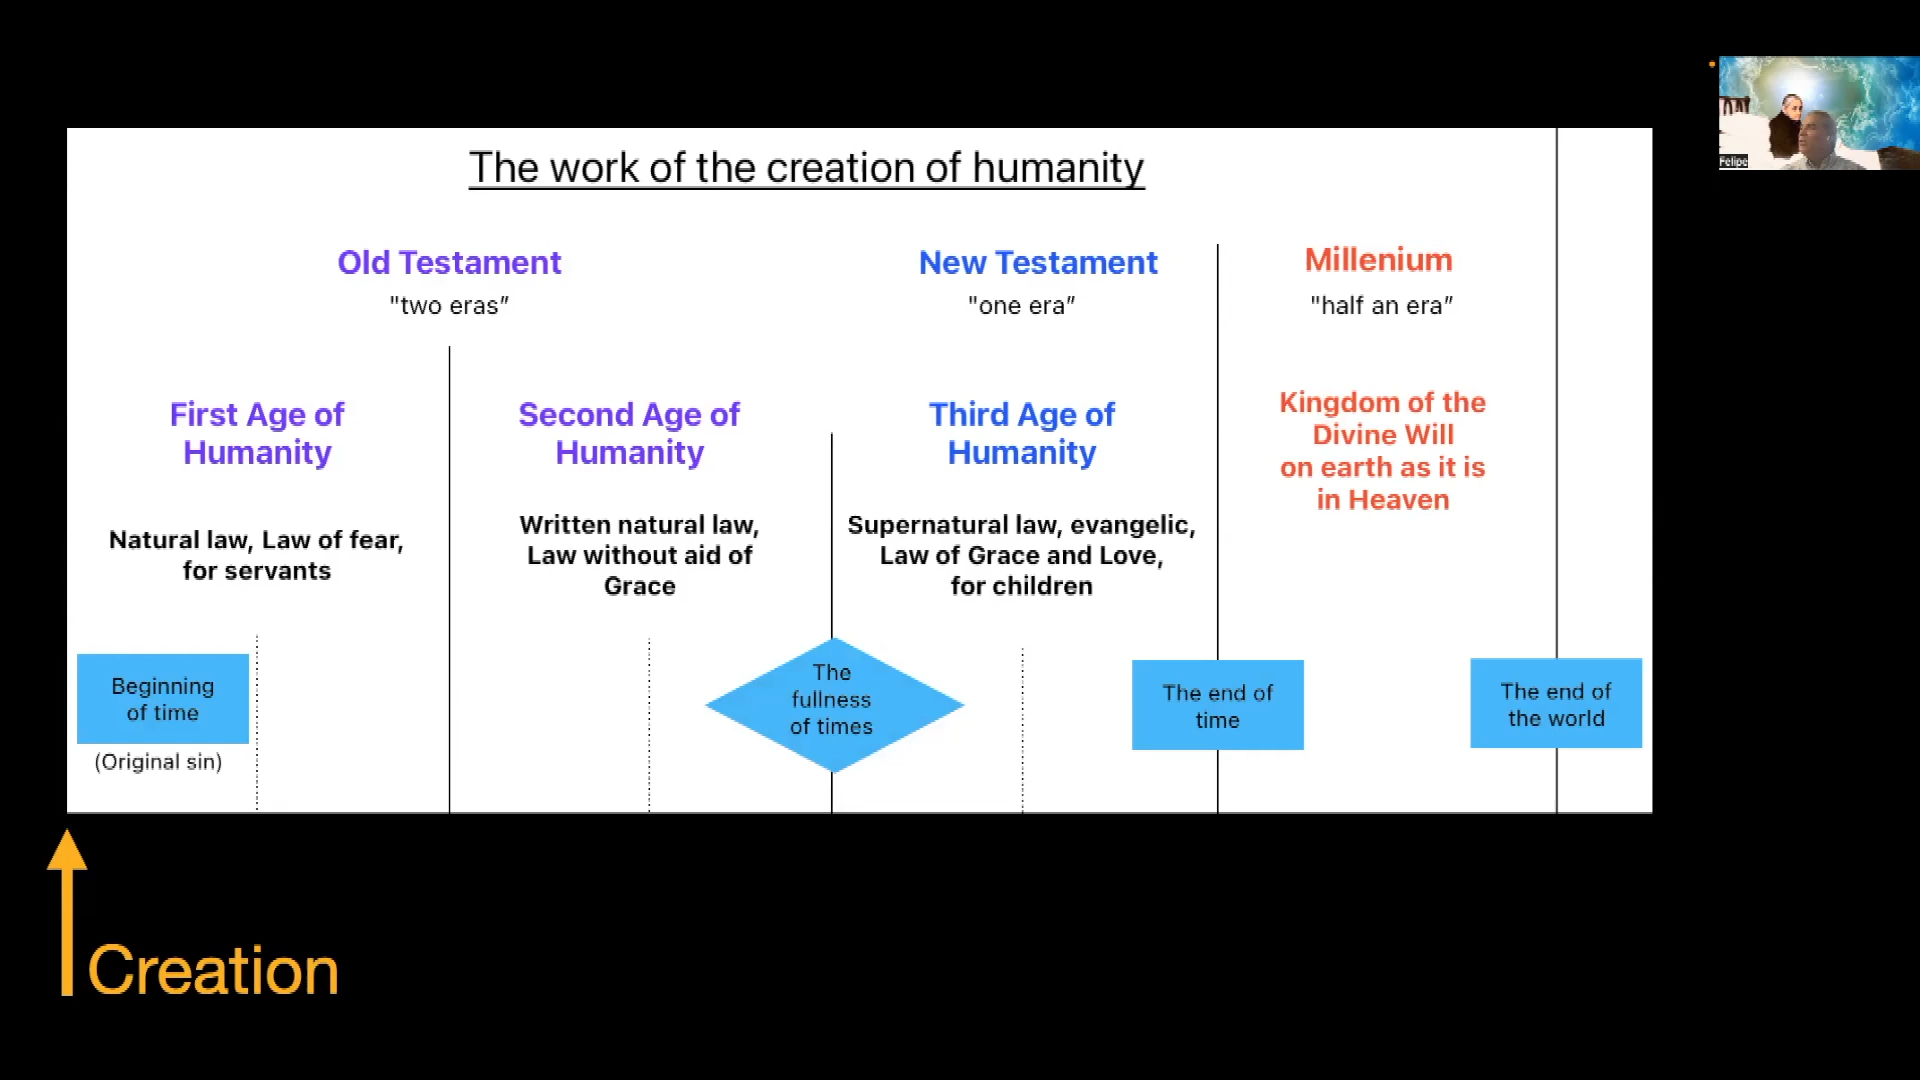 The work of the creation of humanity
Old Testament
"two eras"
New Testament
"one era"
Millenium
"half an era"
First Age of
Humanity
Second Age of
Humanity
Third Age of
Humanity
Kingdom of the
Divine Will
on earth as it is
in Heaven
Natural law, Law of fear,
for servants
Written natural law,
Law without aid of
Grace
Supernatural law, evangelic,
Law of Grace and Love,
for children
Beginning
of time
(Original sin)
The
fullness
of times
The end of
time
The end of
the world
Creation
Felipe